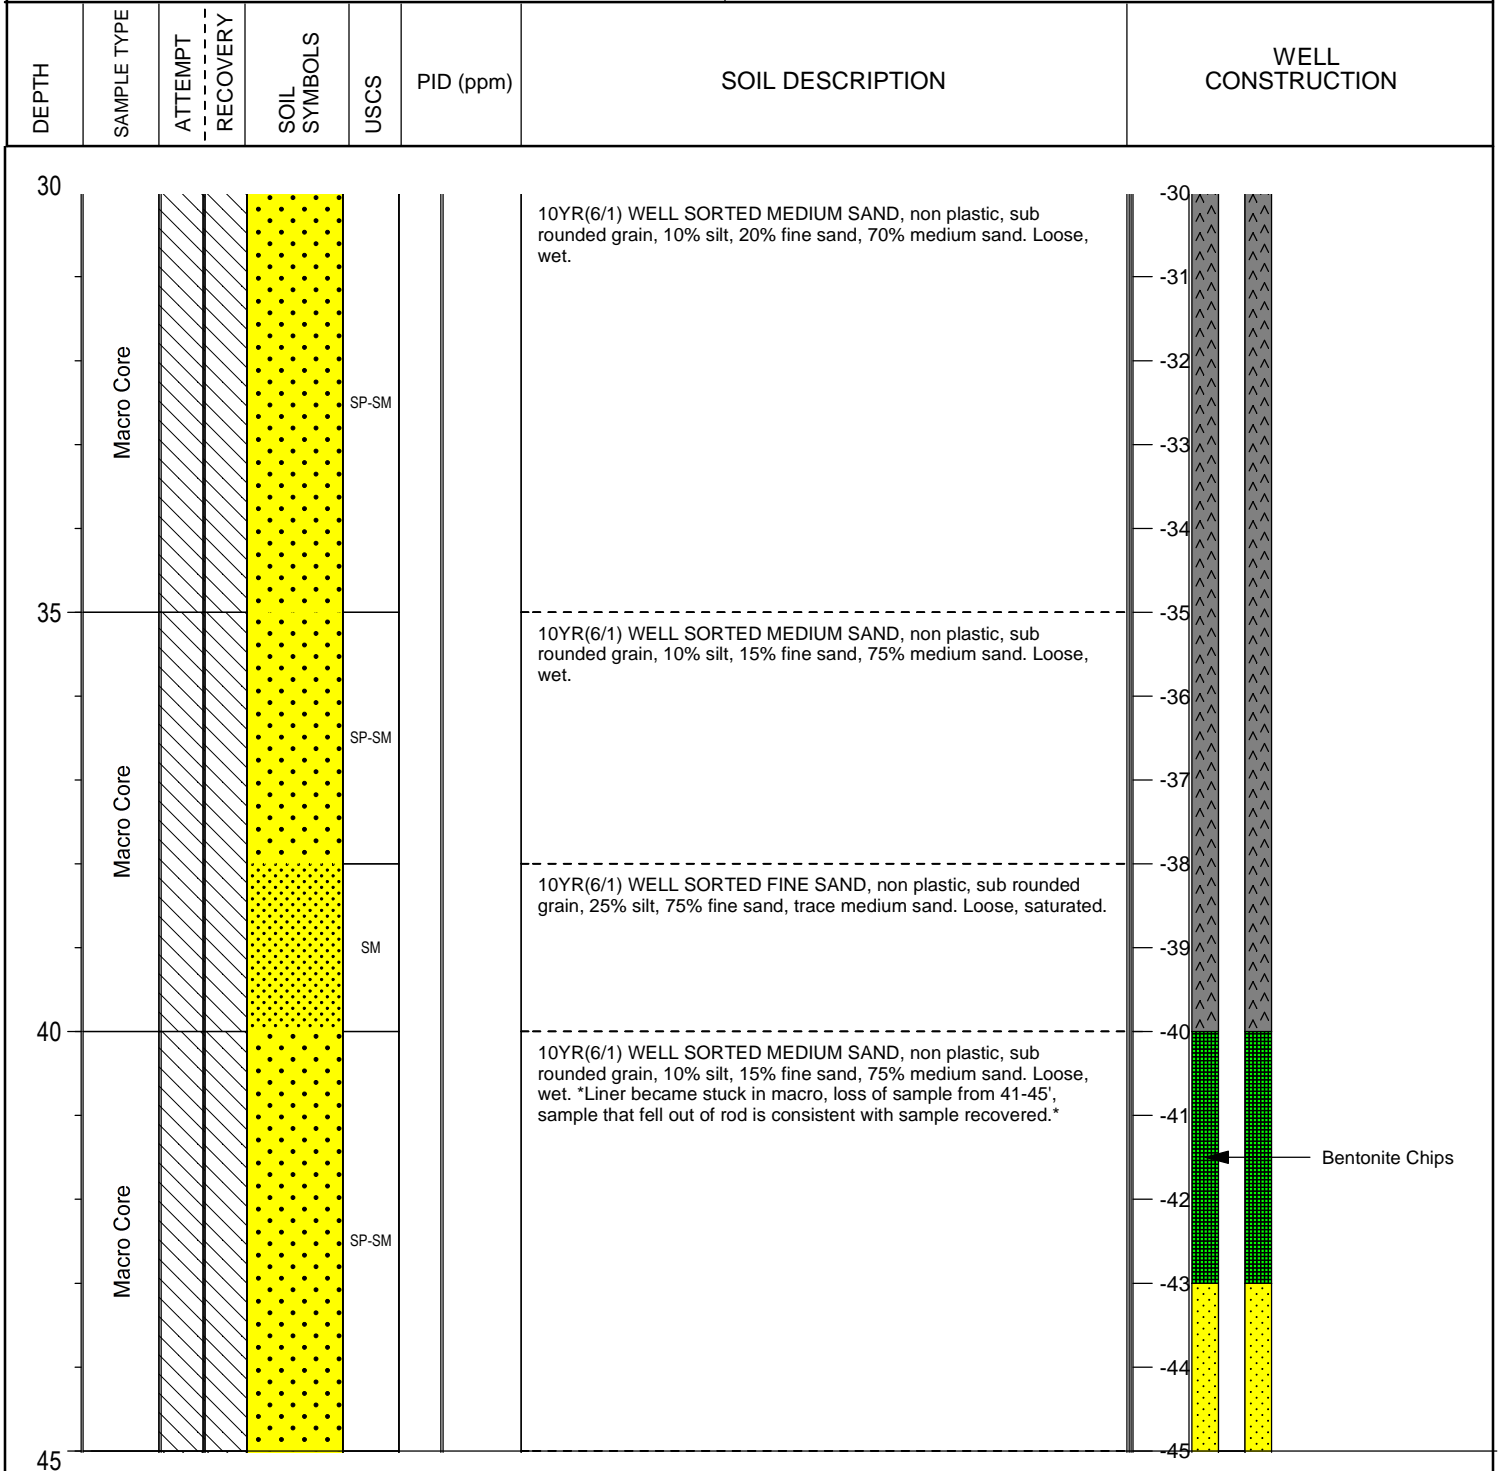 DEPTH
SAMPLE TYPE
ATTEMPT
RECOVERY
SOIL
SYMBOLS
USCS
PID (ppm)
SOIL DESCRIPTION
WELL
CONSTRUCTION
30
10YR(6/1) WELL SORTED MEDIUM SAND, non plastic, sub
rounded grain, 10% silt, 20% fine sand, 70% medium sand. Loose,
wet.
-30
-31
-32
Macro Core
SP-SM
-33
-34
35
-35
10YR(6/1) WELL SORTED MEDIUM SAND, non plastic, sub
rounded grain, 10% silt, 15% fine sand, 75% medium sand. Loose,
wet.
-36
SP-SM
-37
Macro Core
-38
10YR(6/1) WELL SORTED FINE SAND, non plastic, sub rounded
grain, 25% silt, 75% fine sand, trace medium sand. Loose, saturated.
SM
-39
40
-40
10YR(6/1) WELL SORTED MEDIUM SAND, non plastic, sub
rounded grain, 10% silt, 15% fine sand, 75% medium sand. Loose,
wet. *Liner became stuck in macro, loss of sample from 41-45',
sample that fell out of rod is consistent with sample recovered.*
-41
Bentonite Chips
-42
Macro Core
SP-SM
-43
-44
45
-45